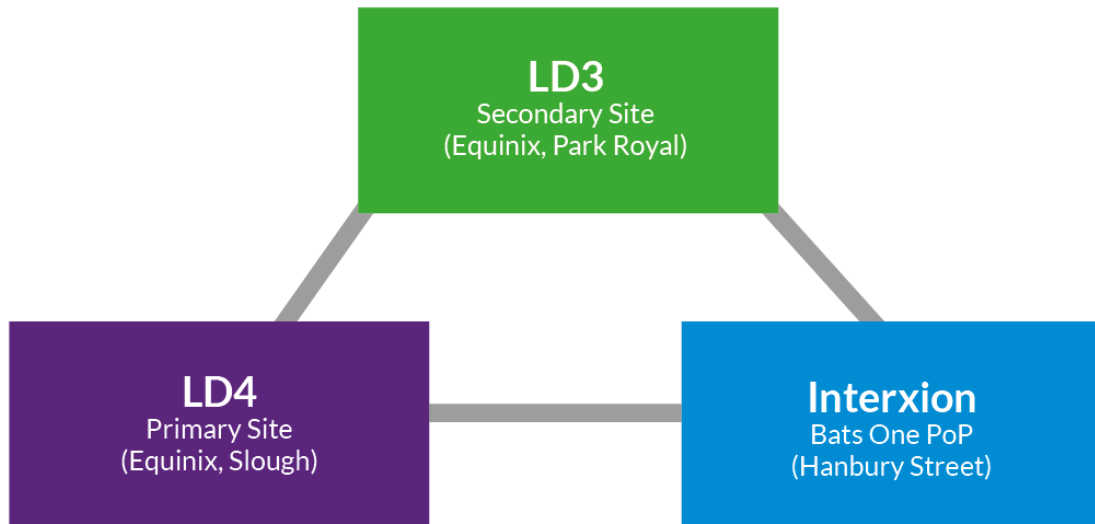 LD3
Secondary Site
(Equinix, Park Royal)
LD4
Primary Site
(Equinix, Slough)
Interxion
Bats One PoP
(Hanbury Street)